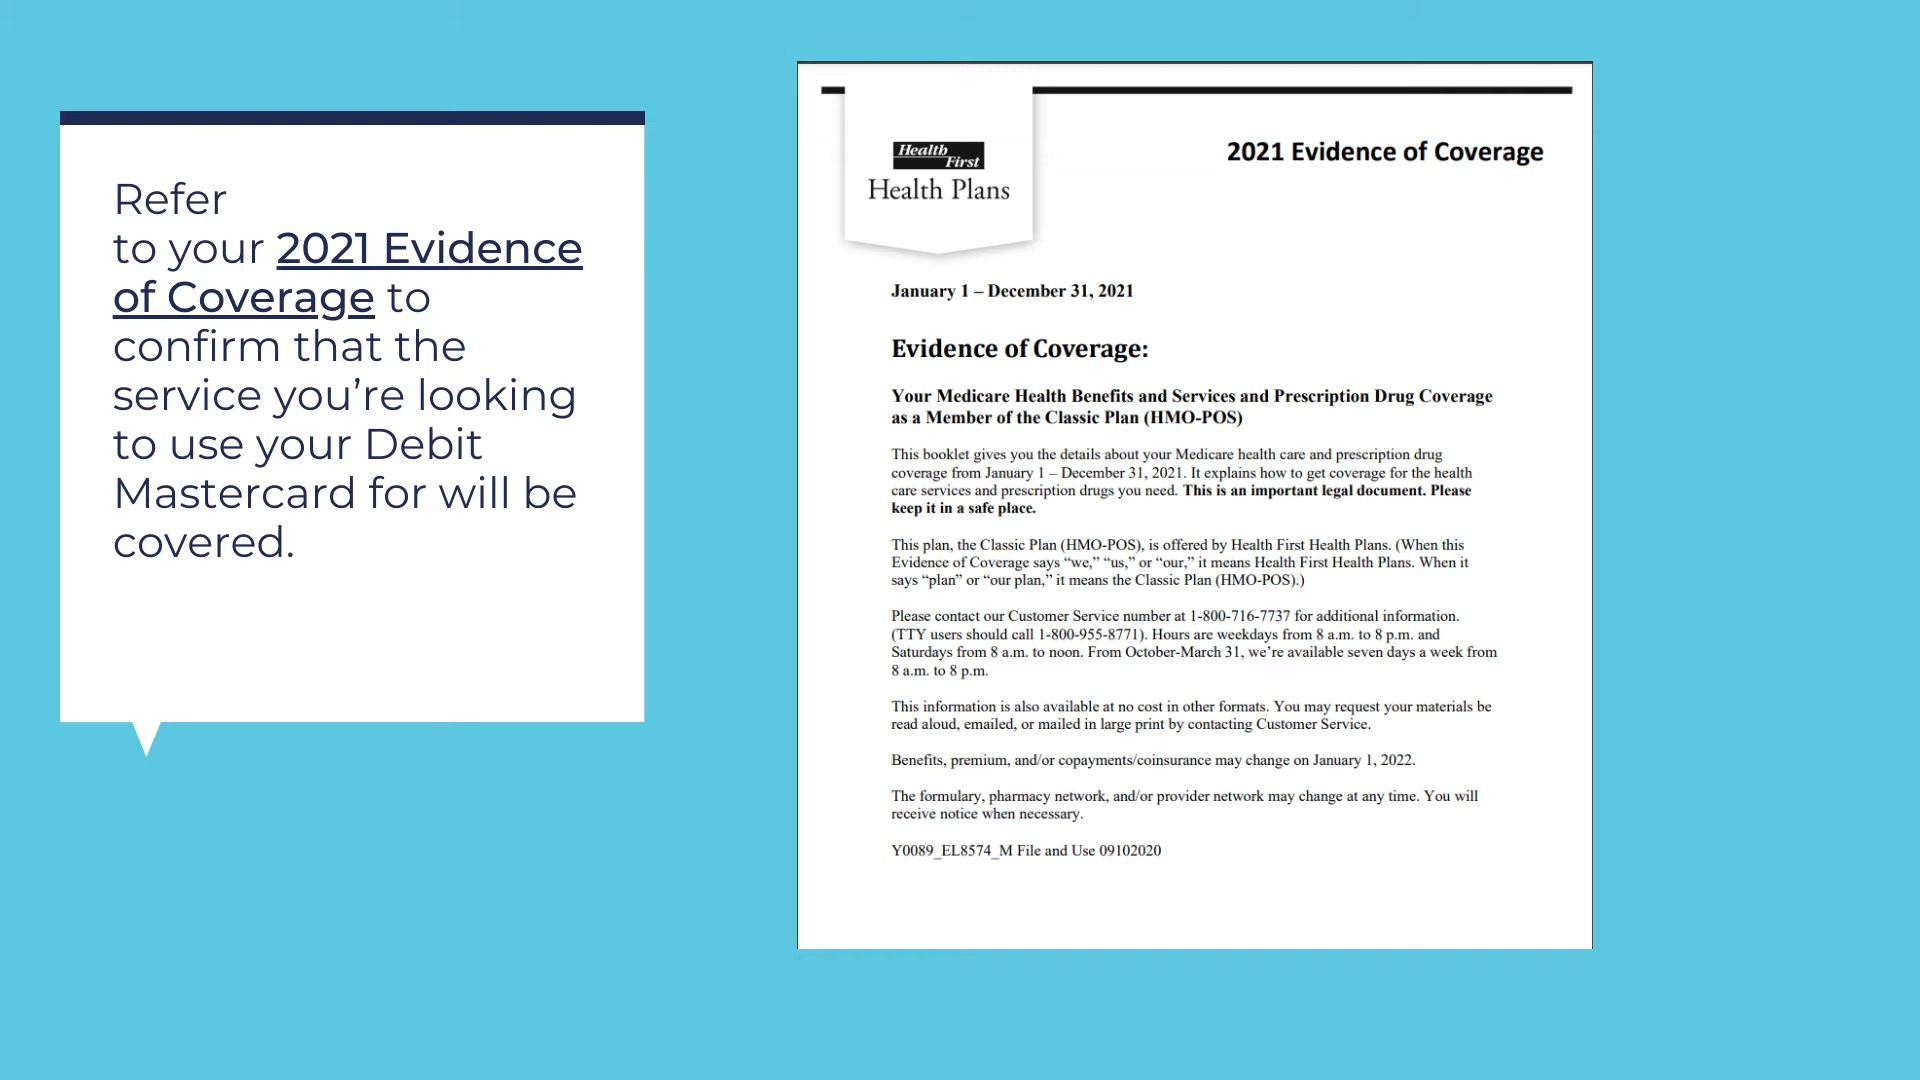 Refer
to your 2021 Evidence
of Coverage to
confirm that the
service you’re looking
to use your Debit
Mastercard for will be
covered.
Health
First
Health Plans
2021 Evidence of Coverage
January 1 – December 31, 2021
Evidence of Coverage:
Your Medicare Health Benefits and Services and Prescription Drug Coverage
as a Member of the Classic Plan (HMO-POS)
This booklet gives you the details about your Medicare health care and prescription drug
coverage from January 1 – December 31, 2021. It explains how to get coverage for the health
care services and prescription drugs you need. This is an important legal document. Please
keep it in a safe place.
This plan, the Classic Plan (HMO-POS), is offered by Health First Health Plans. (When this
Evidence of Coverage says “we,” “us,” or “our,” it means Health First Health Plans. When it
says “plan” or “our plan,” it means the Classic Plan (HMO-POS).)
Please contact our Customer Service number at 1-800-716-7737 for additional information.
(TTY users should call 1-800-955-8771). Hours are weekdays from 8 a.m. to 8 p.m. and
Saturdays from 8 a.m. to noon. From October-March 31, we’re available seven days a week from
8 a.m. to 8 p.m.
This information is also available at no cost in other formats. You may request your materials be
read aloud, emailed, or mailed in large print by contacting Customer Service.
Benefits, premium, and/or copayments/coinsurance may change on January 1, 2022.
The formulary, pharmacy network, and/or provider network may change at any time. You will
receive notice when necessary.
Y0089_EL8574_M File and Use 09102020